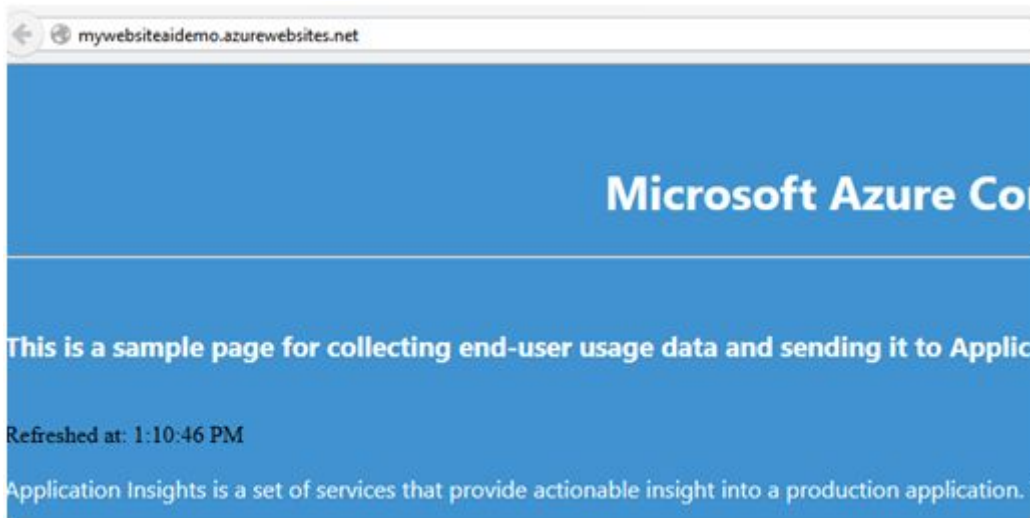 mywebsiteaidemo.azurewebsites.net
Microsoft Azure
This is a sample page for collecting end-user usage data and sending it to
Refreshed at: 1:10:46 PM
Application Insights is a set of services that provide actionable insight into a production application.